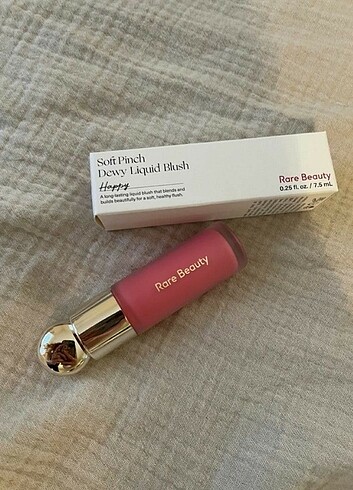 Soft Pinch
Dewy Liquid Blush
Happy
A long-lasting liquid blush that blends and
builds beautifully for a soft, healthy flush.
Rare Beauty
0.25 fl. oz. / 7.5 mL
Rare Beauty